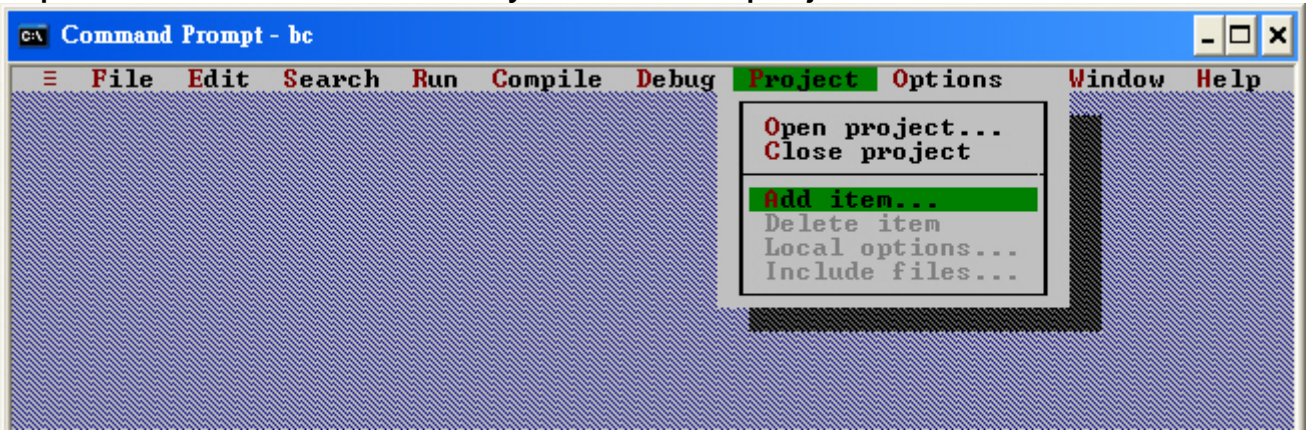 Command Prompt - bc
≡ File Edit Search Run Compile Debug Project Options Window Help
Open project...
Close project
Add item...
Delete item
Local options...
Include files...